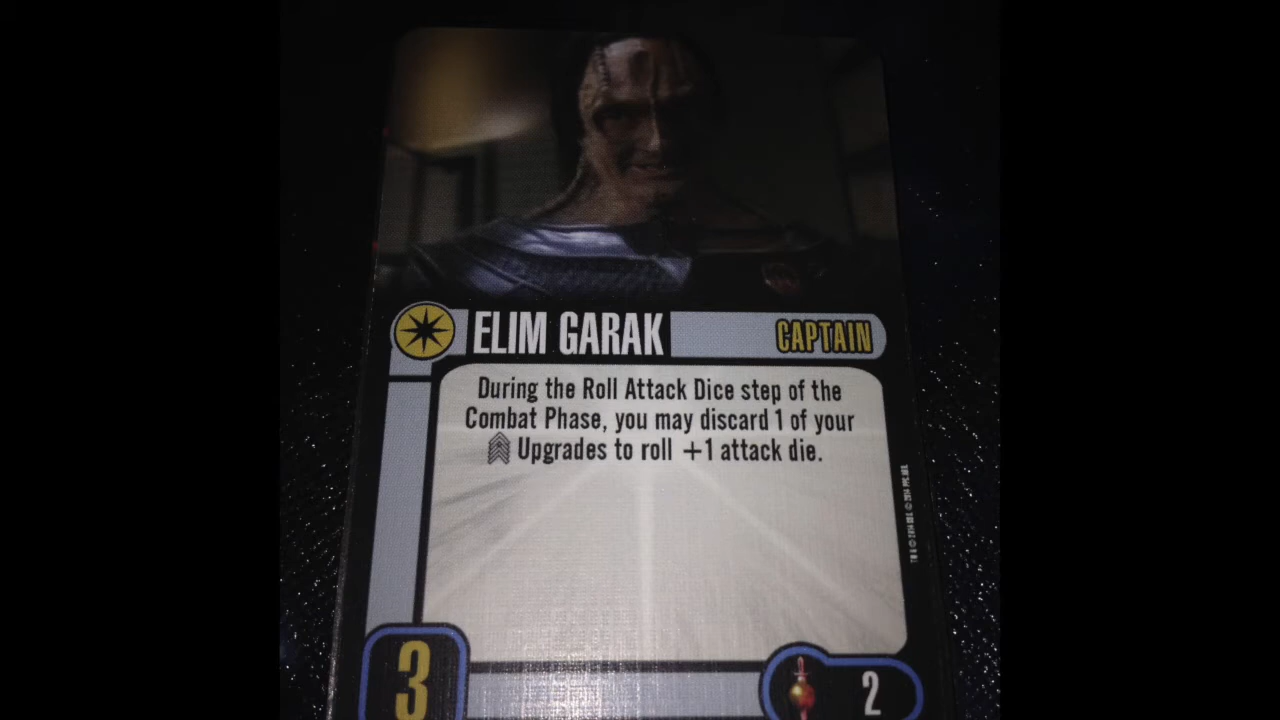 ELIM GARAK
CAPTAIN
During the Roll Attack Dice step of the
Combat Phase, you may discard 1 of your
Upgrades to roll +1 attack die.
3
2